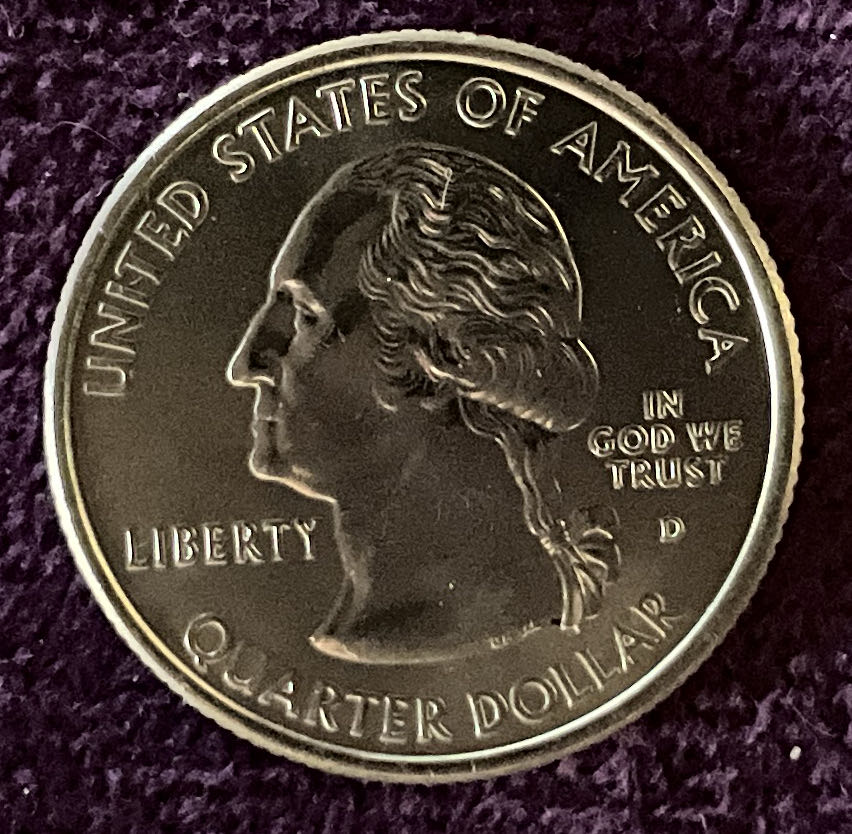 UNITED STATES OF AMERICA
IN
GOD WE
TRUST
LIBERTY
D
QUARTER DOLLAR